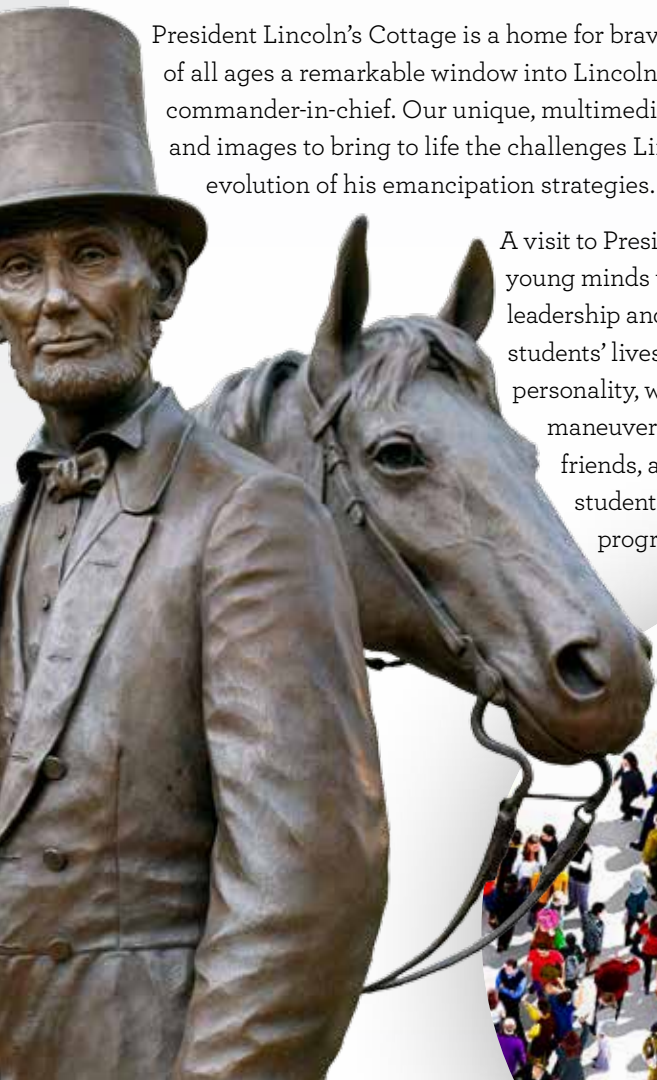 President Lincoln’s Cottage is a home for brav
of all ages a remarkable window into Lincoln
commander-in-chief. Our unique, multimedi
and images to bring to life the challenges Li
evolution of his emancipation strategies.
A visit to Presi
young minds
leadership and
students’ lives
personality, w
maneuver
friends, a
student
progr